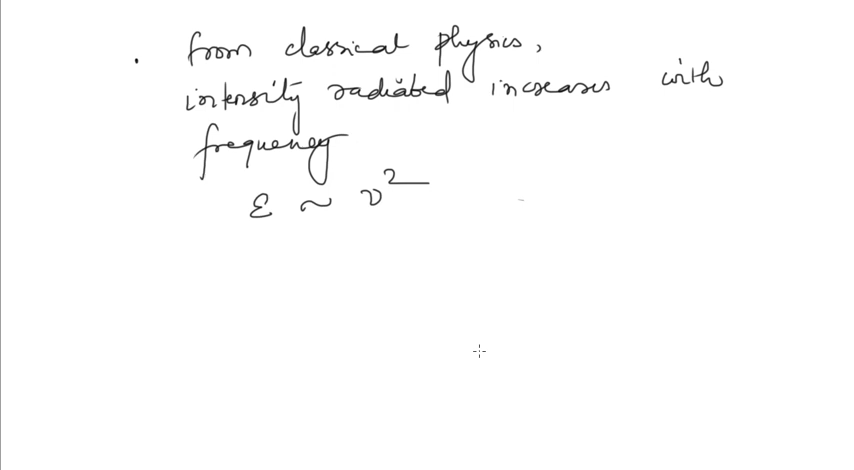 . from classical physics,
intensity radiated increases with
frequency
ε ~ ν²